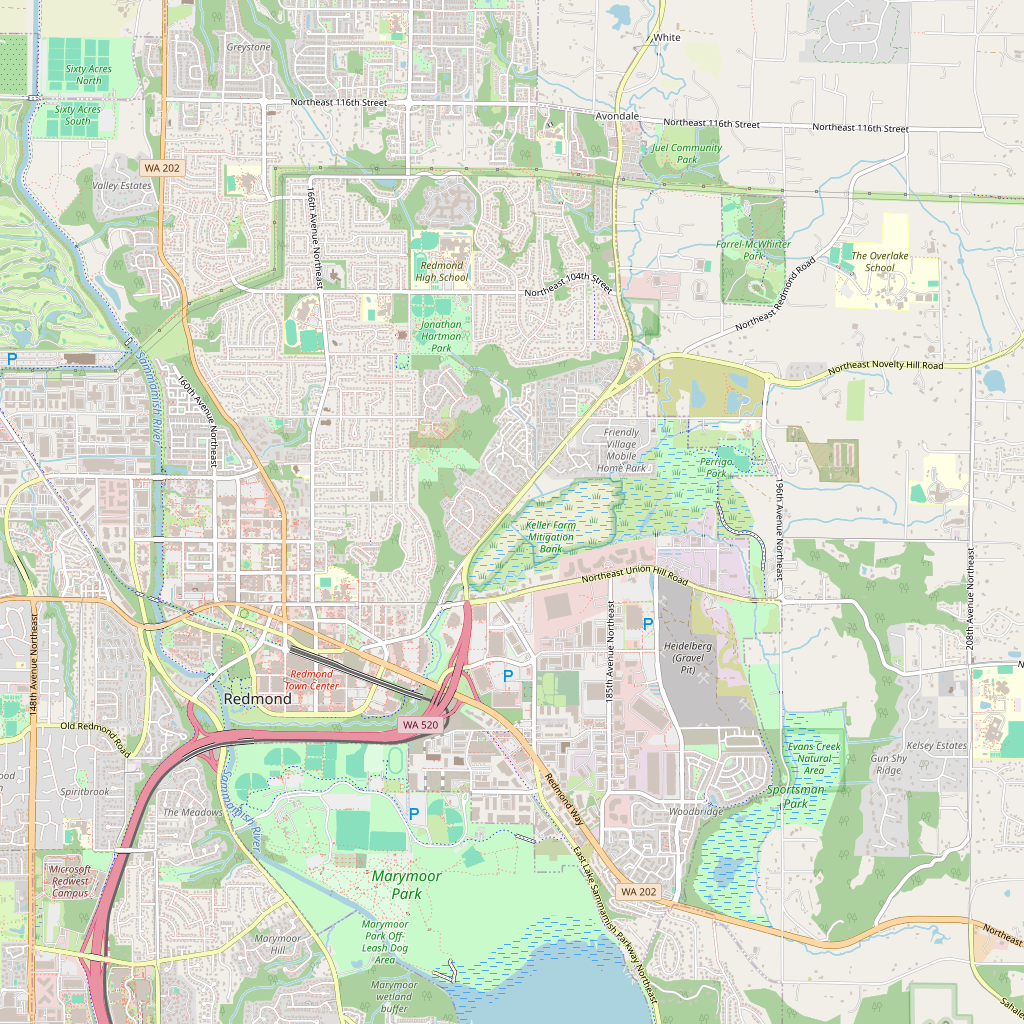 White
Greystone
Sixty Acres
North
Northeast 116th Street
Sixty Acres
South
Avondale
Northeast 116th Street
Northeast 116th Street
Juel Community
Park
WA 202
Valley Estates
166th Avenue Northeast
Farrel-McWhirter
Park
The Overlake
School
Redmond
High School
Northeast 104th Street
Northeast Redmond Road
Jonathan
Hartman
Park
P
Sammamish River
Northeast Novelty Hill Road
160th Avenue Northeast
Friendly
Village
Mobile
Home Park
Perrigo
Park
196th Avenue Northeast
Keller Farm
Mitigation
Bank
Northeast Union Hill Road
208th Avenue Northeast
148th Avenue Northeast
185th Avenue Northeast
P
Heidelberg
(Gravel
Pit)
P
Redmond
Town Center
Redmond
WA 520
Old Redmond
Road
Evans Creek
Natural
Area
Kelsey Estates
Gun Shy
Ridge
Spiritbrook
Sammamish River
Redmond Way
Sportsman
Park
The Meadows
P
Woodbridge
Microsoft
Redwest
Campus
Marymoor
Park
East Lake Sammamish Parkway Northeast
WA 202
Marymoor
Park Off-
Leash Dog
Area
Marymoor
Hill
Northeast
Marymoor
wetland
buffer